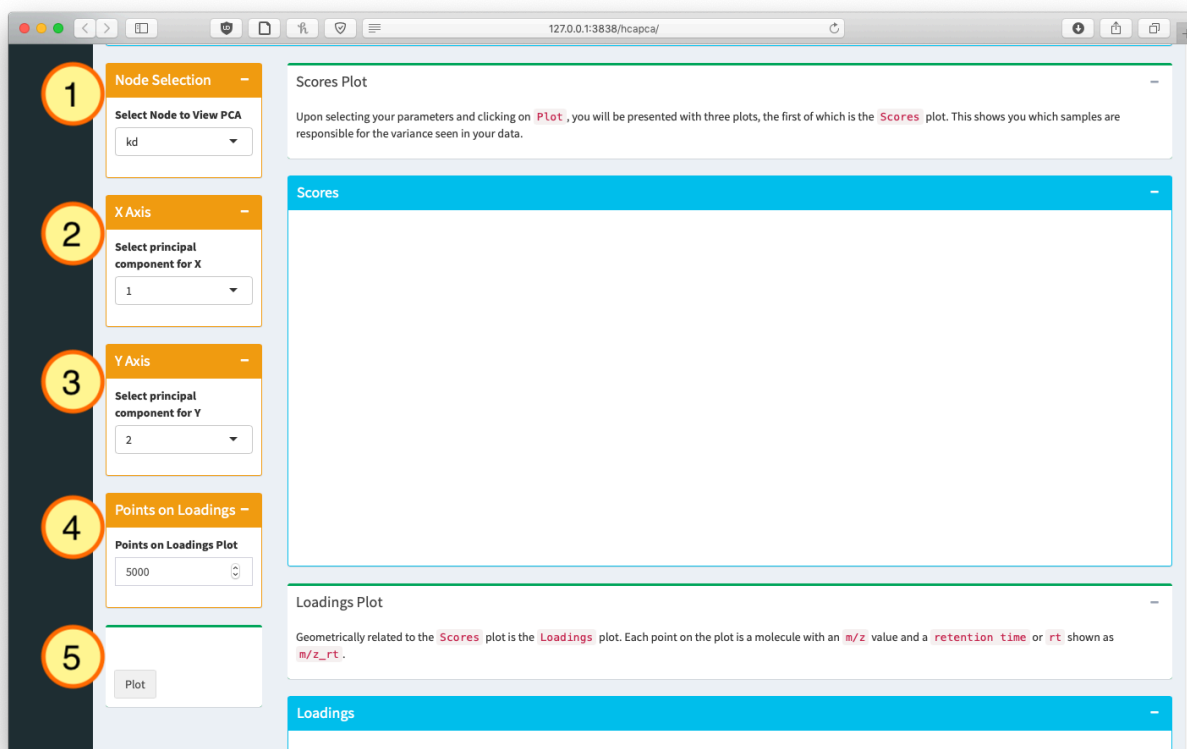 127.0.0.1:3838/hcapca/
1
Node Selection
Select Node to View PCA
kd
2
X Axis
Select principal
component for X
1
3
Y Axis
Select principal
component for Y
2
4
Points on Loadings
Points on Loadings Plot
5000
5
Plot
Scores Plot
Upon selecting your parameters and clicking on Plot, you will be presented with three plots, the first of which is the Scores plot. This shows you which samples are
responsible for the variance seen in your data.
Scores
Loadings Plot
Geometrically related to the Scores plot is the Loadings plot. Each point on the plot is a molecule with an m/z value and a retention time or rt shown as
m/z_rt.
Loadings